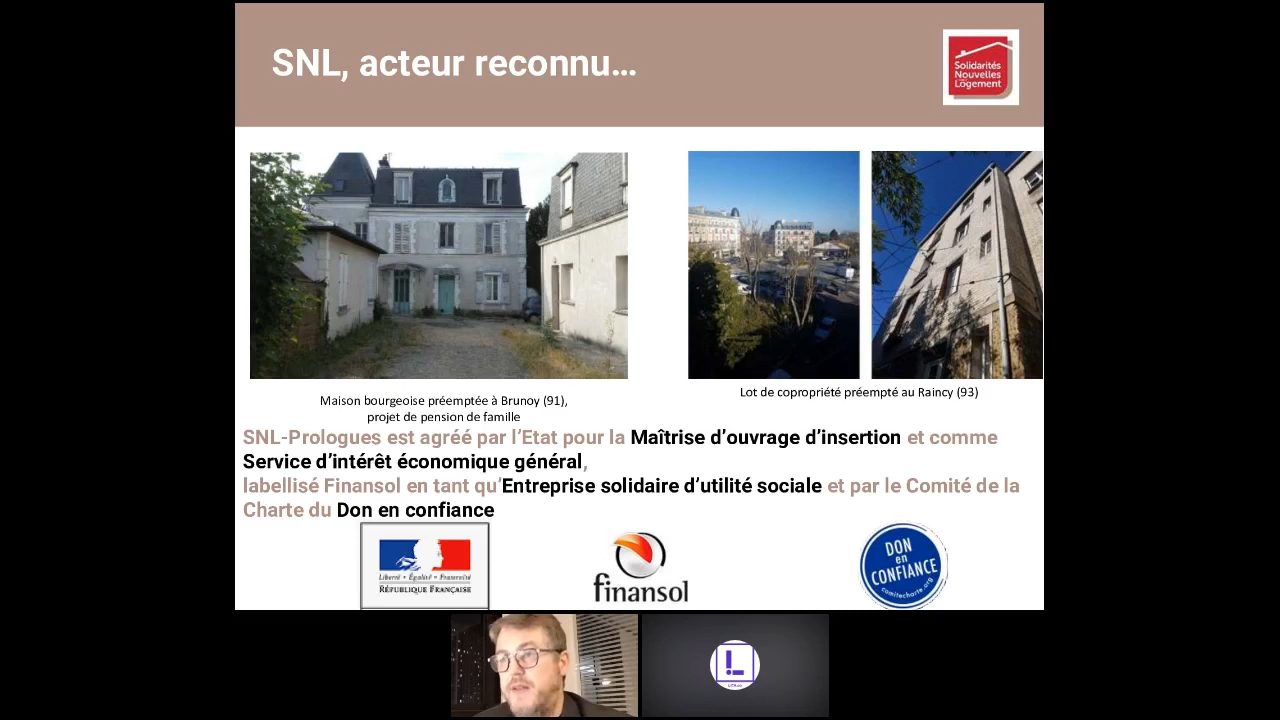 SNL, acteur reconnu...
Solidarités
Nouvelles
Logement
Maison bourgeoise préemptée à Brunoy (91),
projet de pension de famille
Lot de copropriété préempté au Raincy (93)
SNL-Prologues est agréé par l’Etat pour la Maîtrise d’ouvrage d’insertion et comme
Service d’intérêt économique général,
labellisé Finansol en tant qu’Entreprise solidaire d’utilité sociale et par le Comité de la
Charte du Don en confiance
Liberté • Égalité • Fraternité
RÉPUBLIQUE FRANÇAISE
finansol
DON
en
CONFIANCE
comitecharte.org